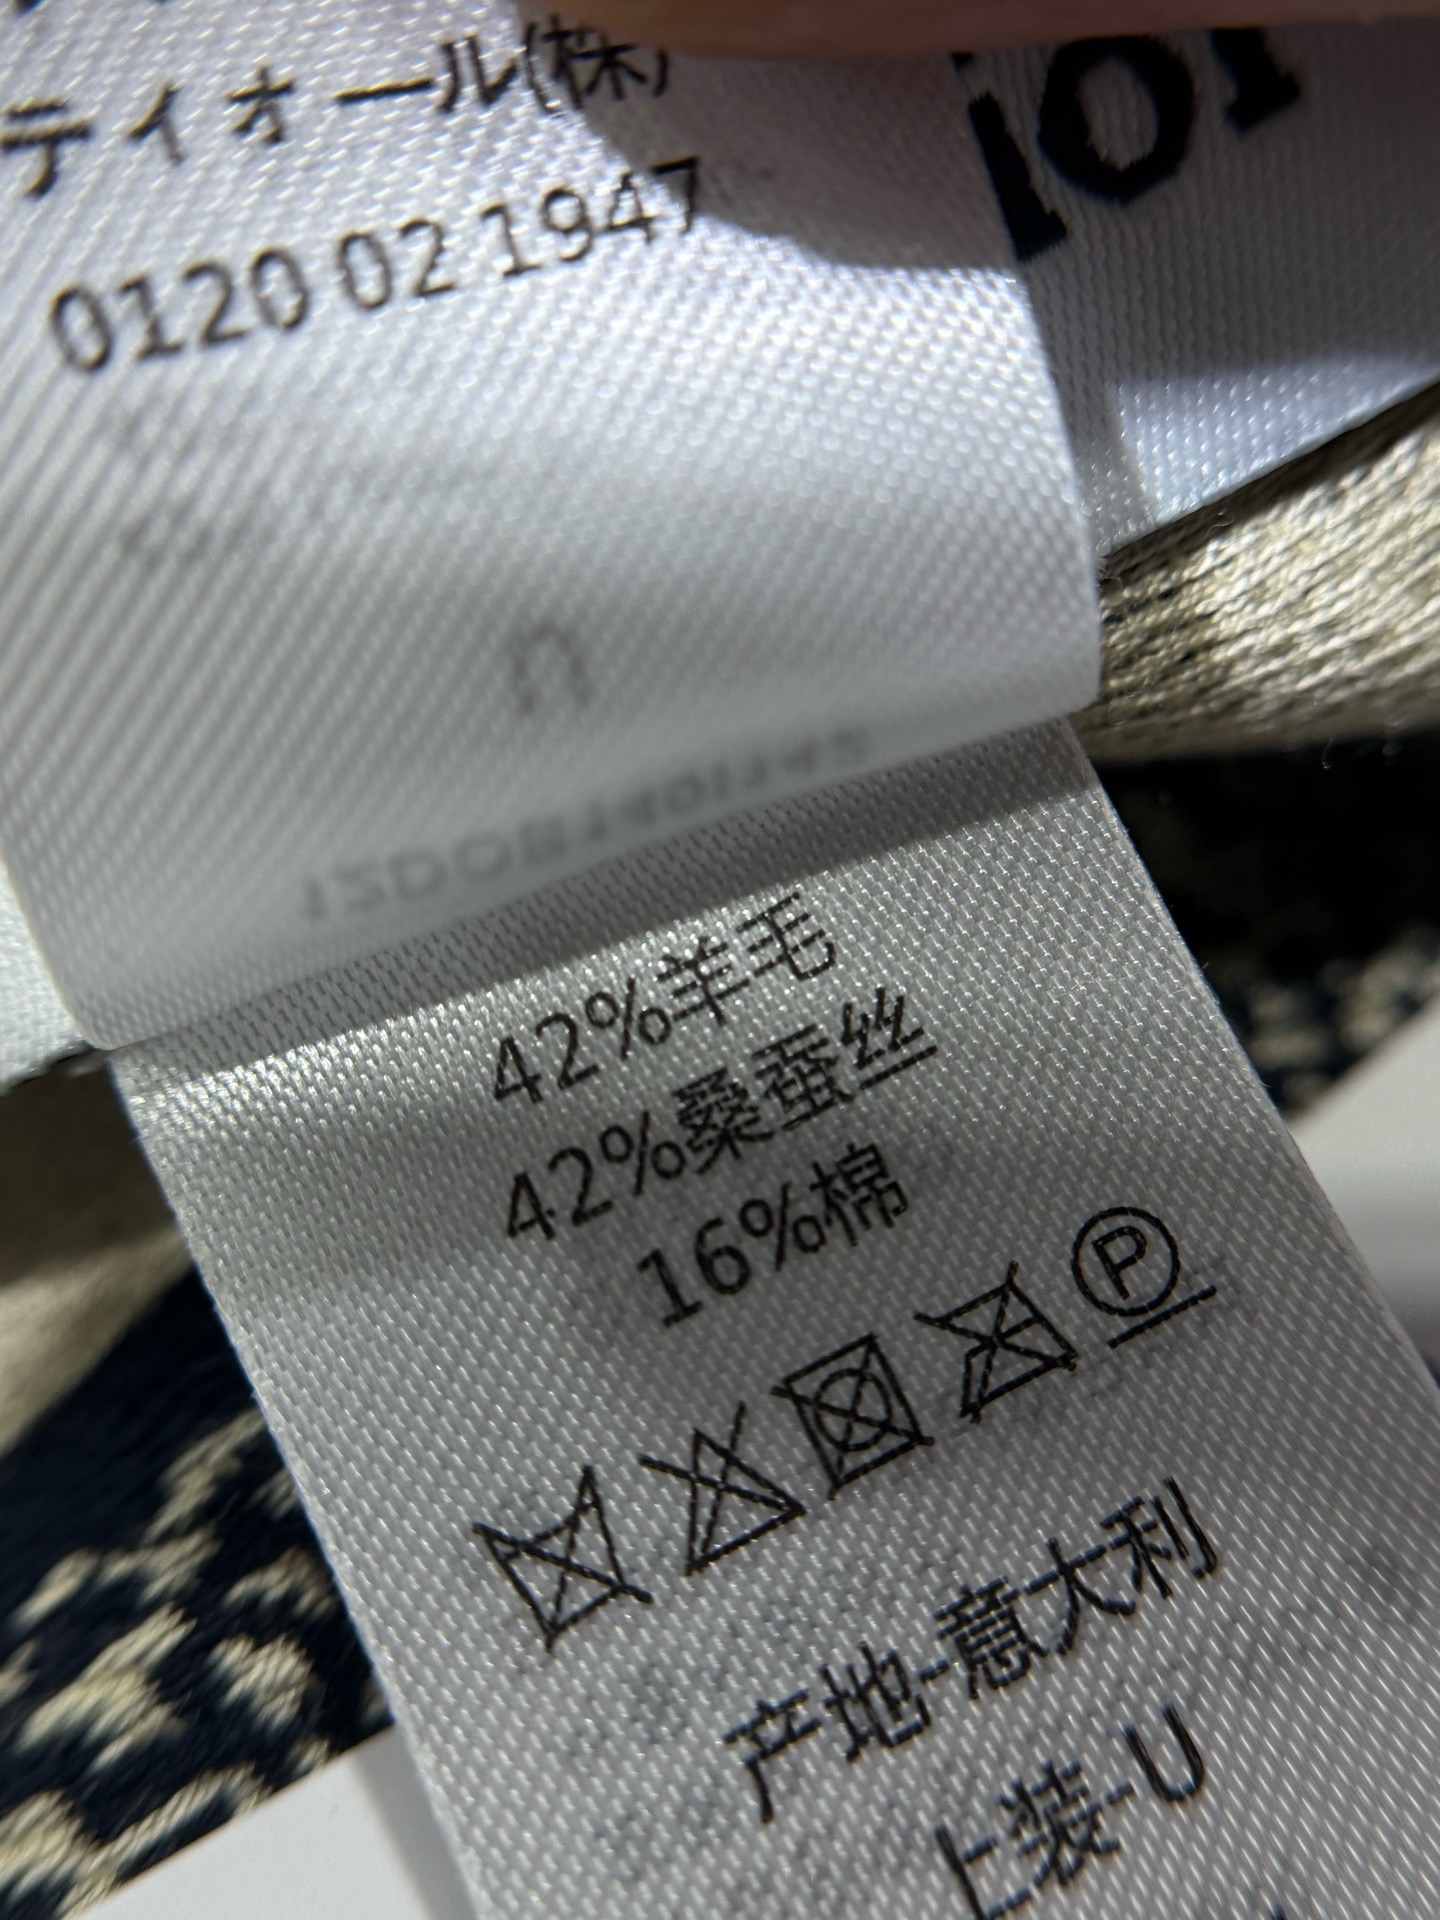 ディオール(株)
0120 02 1947
ior
42%羊毛
42%桑蚕丝
16%棉
P
产地-意大利
上装-U